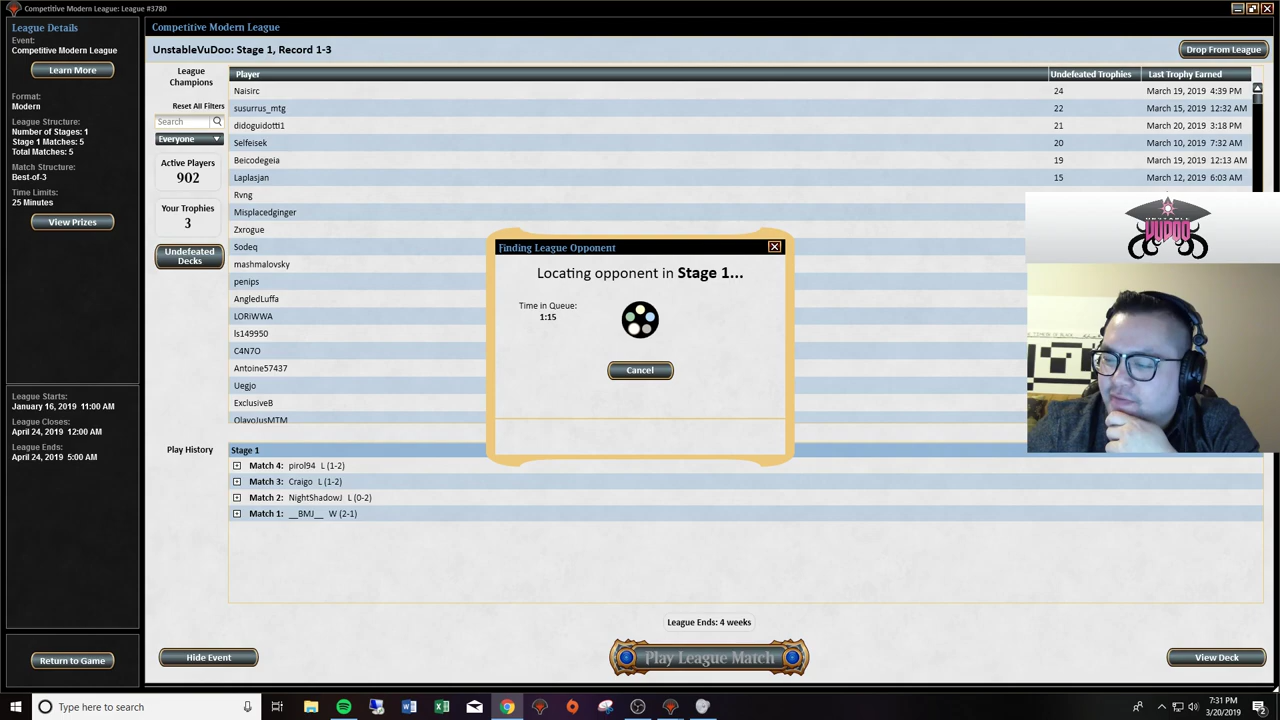 Competitive Modern League: League #3780
League Details
Event:
Competitive Modern League
Learn More
Format:
Modern
League Structure:
Number of Stages: 1
Stage 1 Matches: 5
Total Matches: 5
Match Structure:
Best-of-3
Time Limits:
25 Minutes
View Prizes
League Starts:
January 16, 2019 11:00 AM
League Closes:
April 24, 2019 12:00 AM
League Ends:
April 24, 2019 5:00 AM
Return to Game
Competitive Modern League
UnstableVuDoo: Stage 1, Record 1-3
Drop From League
League
Champions
Reset All Filters
Search
Everyone
Active Players
902
Your Trophies
3
Undefeated
Decks
Player Undefeated Trophies Last Trophy Earned
Naisirc 24 March 19, 2019 4:39 PM
susurrus_mtg 22 March 15, 2019 12:32 AM
didoguidotti1 21 March 20, 2019 3:18 PM
Selfeisek 20 March 10, 2019 7:32 AM
Beicodegeia 19 March 19, 2019 12:13 AM
Laplasjan 15 March 12, 2019 6:03 AM
Rvng
Misplacedginger
Zxrogue
Sodeq
mashmalovsky
penips
AngledLuffa
LORiWWA
ls149950
C4N7O
Antoine57437
Uegjo
ExclusiveB
OlavoJusMTM
Finding League Opponent
Locating opponent in Stage 1...
Time in Queue:
1:15
Cancel
UNSTABLE
VUDOO
Play History
Stage 1
Match 4: pirol94 L (1-2)
Match 3: Craigo L (1-2)
Match 2: NightShadowJ L (0-2)
Match 1: __BMJ__ W (2-1)
League Ends: 4 weeks
Hide Event
Play League Match
View Deck
Type here to search
7:31 PM
3/20/2019
2